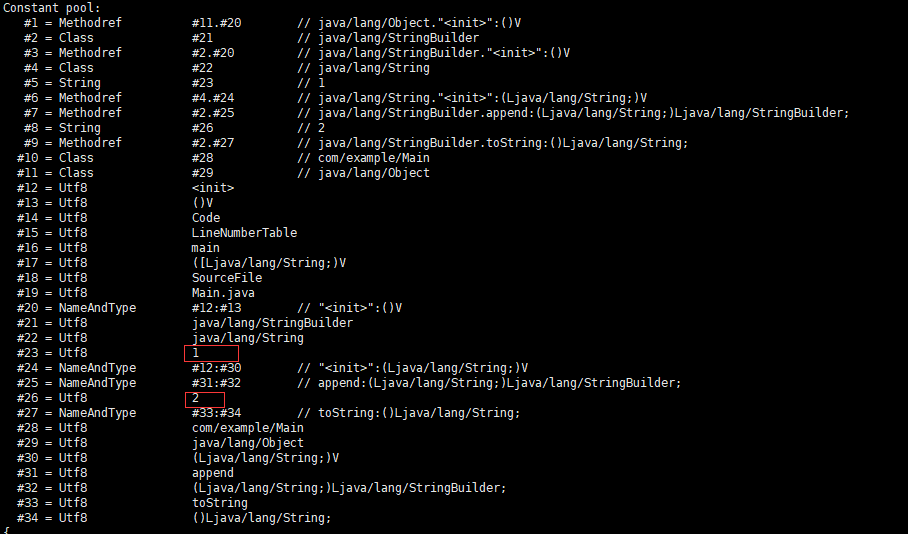 Constant pool:
#1 = Methodref #11.#20 // java/lang/Object."<init>":()V
#2 = Class #21 // java/lang/StringBuilder
#3 = Methodref #2.#20 // java/lang/StringBuilder."<init>":()V
#4 = Class #22 // java/lang/String
#5 = String #23 // 1
#6 = Methodref #4.#24 // java/lang/String."<init>":(Ljava/lang/String;)V
#7 = Methodref #2.#25 // java/lang/StringBuilder.append:(Ljava/lang/String;)Ljava/lang/StringBuilder;
#8 = String #26 // 2
#9 = Methodref #2.#27 // java/lang/StringBuilder.toString:()Ljava/lang/String;
#10 = Class #28 // com/example/Main
#11 = Class #29 // java/lang/Object
#12 = Utf8 <init>
#13 = Utf8 ()V
#14 = Utf8 Code
#15 = Utf8 LineNumberTable
#16 = Utf8 main
#17 = Utf8 ([Ljava/lang/String;)V
#18 = Utf8 SourceFile
#19 = Utf8 Main.java
#20 = NameAndType #12:#13 // "<init>":()V
#21 = Utf8 java/lang/StringBuilder
#22 = Utf8 java/lang/String
#23 = Utf8 1
#24 = NameAndType #12:#30 // "<init>":(Ljava/lang/String;)V
#25 = NameAndType #31:#32 // append:(Ljava/lang/String;)Ljava/lang/StringBuilder;
#26 = Utf8 2
#27 = NameAndType #33:#34 // toString:()Ljava/lang/String;
#28 = Utf8 com/example/Main
#29 = Utf8 java/lang/Object
#30 = Utf8 (Ljava/lang/String;)V
#31 = Utf8 append
#32 = Utf8 (Ljava/lang/String;)Ljava/lang/StringBuilder;
#33 = Utf8 toString
#34 = Utf8 ()Ljava/lang/String;
{